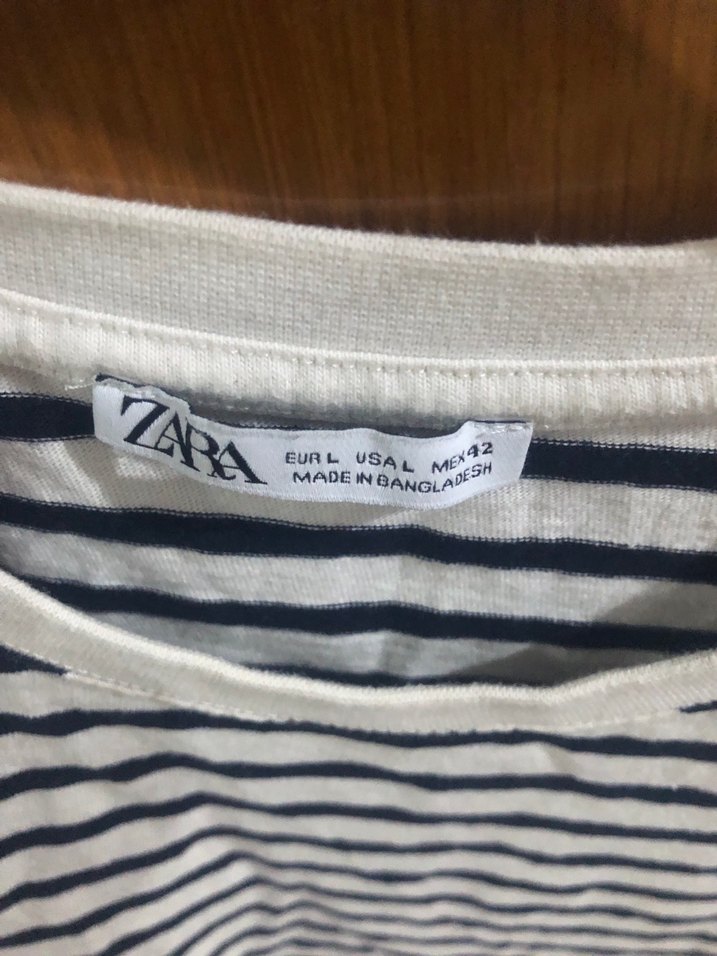 ZARA
EUR L USA L MEX 42
MADE IN BANGLADESH